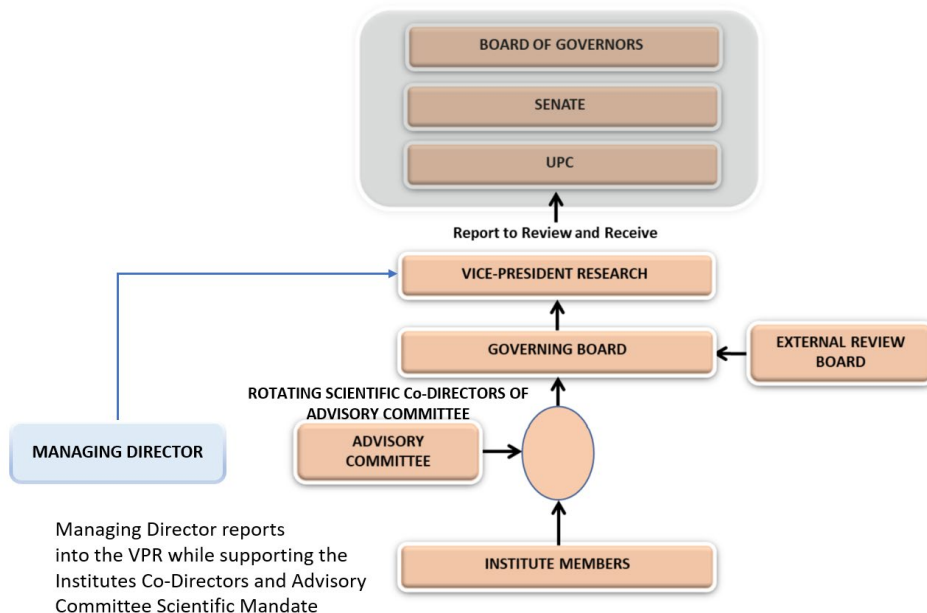 BOARD OF GOVERNORS
SENATE
UPC
Report to Review and Receive
VICE-PRESIDENT RESEARCH
GOVERNING BOARD
EXTERNAL REVIEW
BOARD
ROTATING SCIENTIFIC Co-DIRECTORS OF
ADVISORY COMMITTEE
MANAGING DIRECTOR
ADVISORY
COMMITTEE
Managing Director reports
into the VPR while supporting the
Institutes Co-Directors and Advisory
Committee Scientific Mandate
INSTITUTE MEMBERS